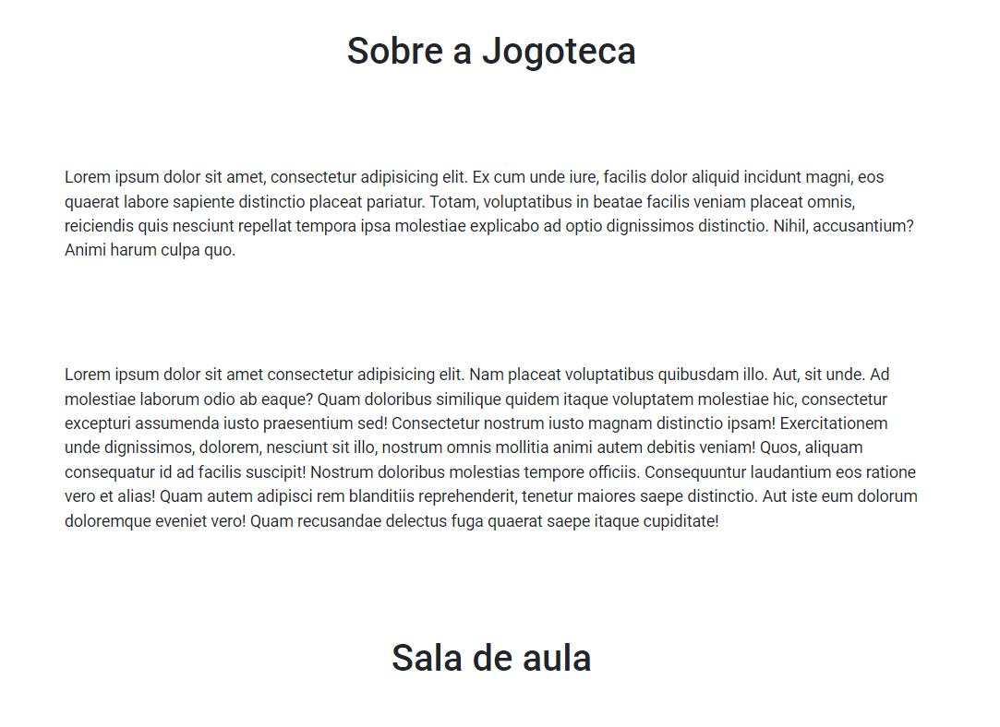 Sobre a Jogoteca
Lorem ipsum dolor sit amet, consectetur adipisicing elit. Ex cum unde iure, facilis dolor aliquid incidunt magni, eos
quaerat labore sapiente distinctio placeat pariatur. Totam, voluptatibus in beatae facilis veniam placeat omnis,
reiciendis quis nesciunt repellat tempora ipsa molestiae explicabo ad optio dignissimos distinctio. Nihil, accusantium?
Animi harum culpa quo.
Lorem ipsum dolor sit amet consectetur adipisicing elit. Nam placeat voluptatibus quibusdam illo. Aut, sit unde. Ad
molestiae laborum odio ab eaque? Quam doloribus similique quidem itaque voluptatem molestiae hic, consectetur
excepturi assumenda iusto praesentium sed! Consectetur nostrum iusto magnam distinctio ipsam! Exercitationem
unde dignissimos, dolorem, nesciunt sit illo, nostrum omnis mollitia animi autem debitis veniam! Quos, aliquam
consequatur id ad facilis suscipit! Nostrum doloribus molestias tempore officiis. Consequuntur laudantium eos ratione
vero et alias! Quam autem adipisci rem blanditiis reprehenderit, tenetur maiores saepe distinctio. Aut iste eum dolorum
doloremque eveniet vero! Quam recusandae delectus fuga quaerat saepe itaque cupiditate!
Sala de aula